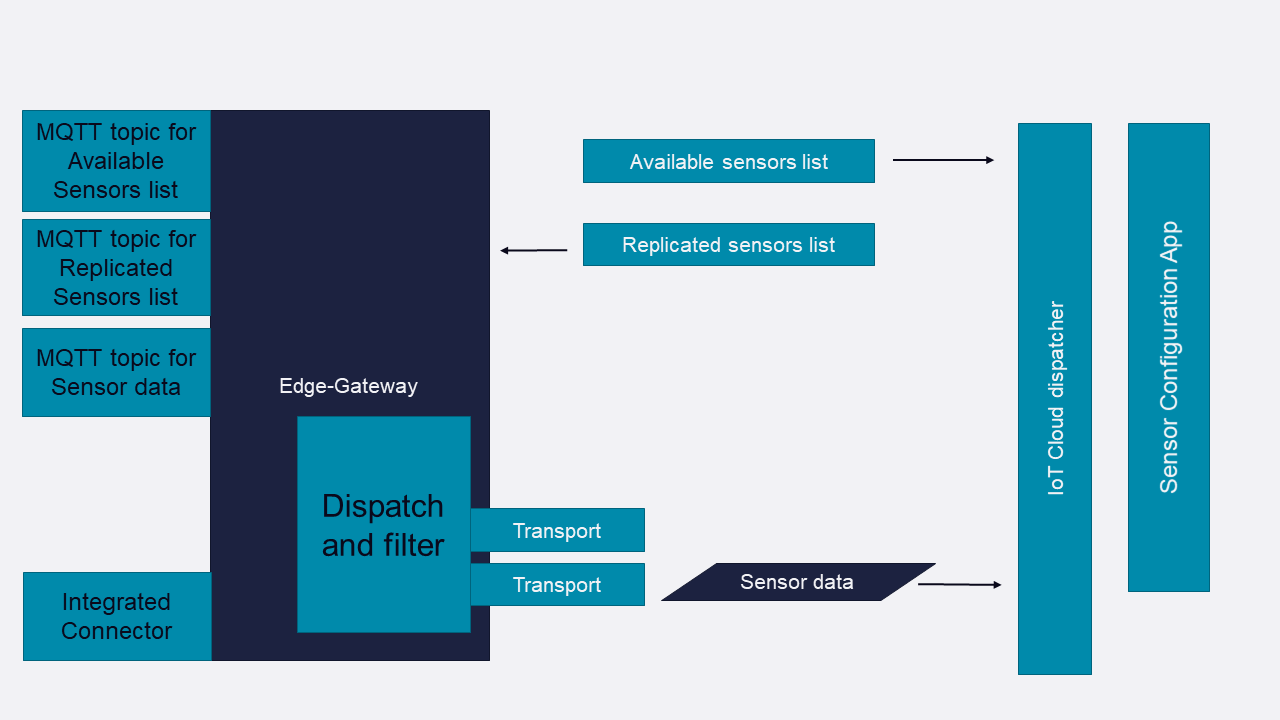 MQTT topic for
Available
Sensors list
MQTT topic for
Replicated
Sensors list
MQTT topic for
Sensor data
Integrated
Connector
Edge-Gateway
Dispatch
and filter
Transport
Transport
Available sensors list
Replicated sensors list
Sensor data
IoT Cloud dispatcher
Sensor Configuration App